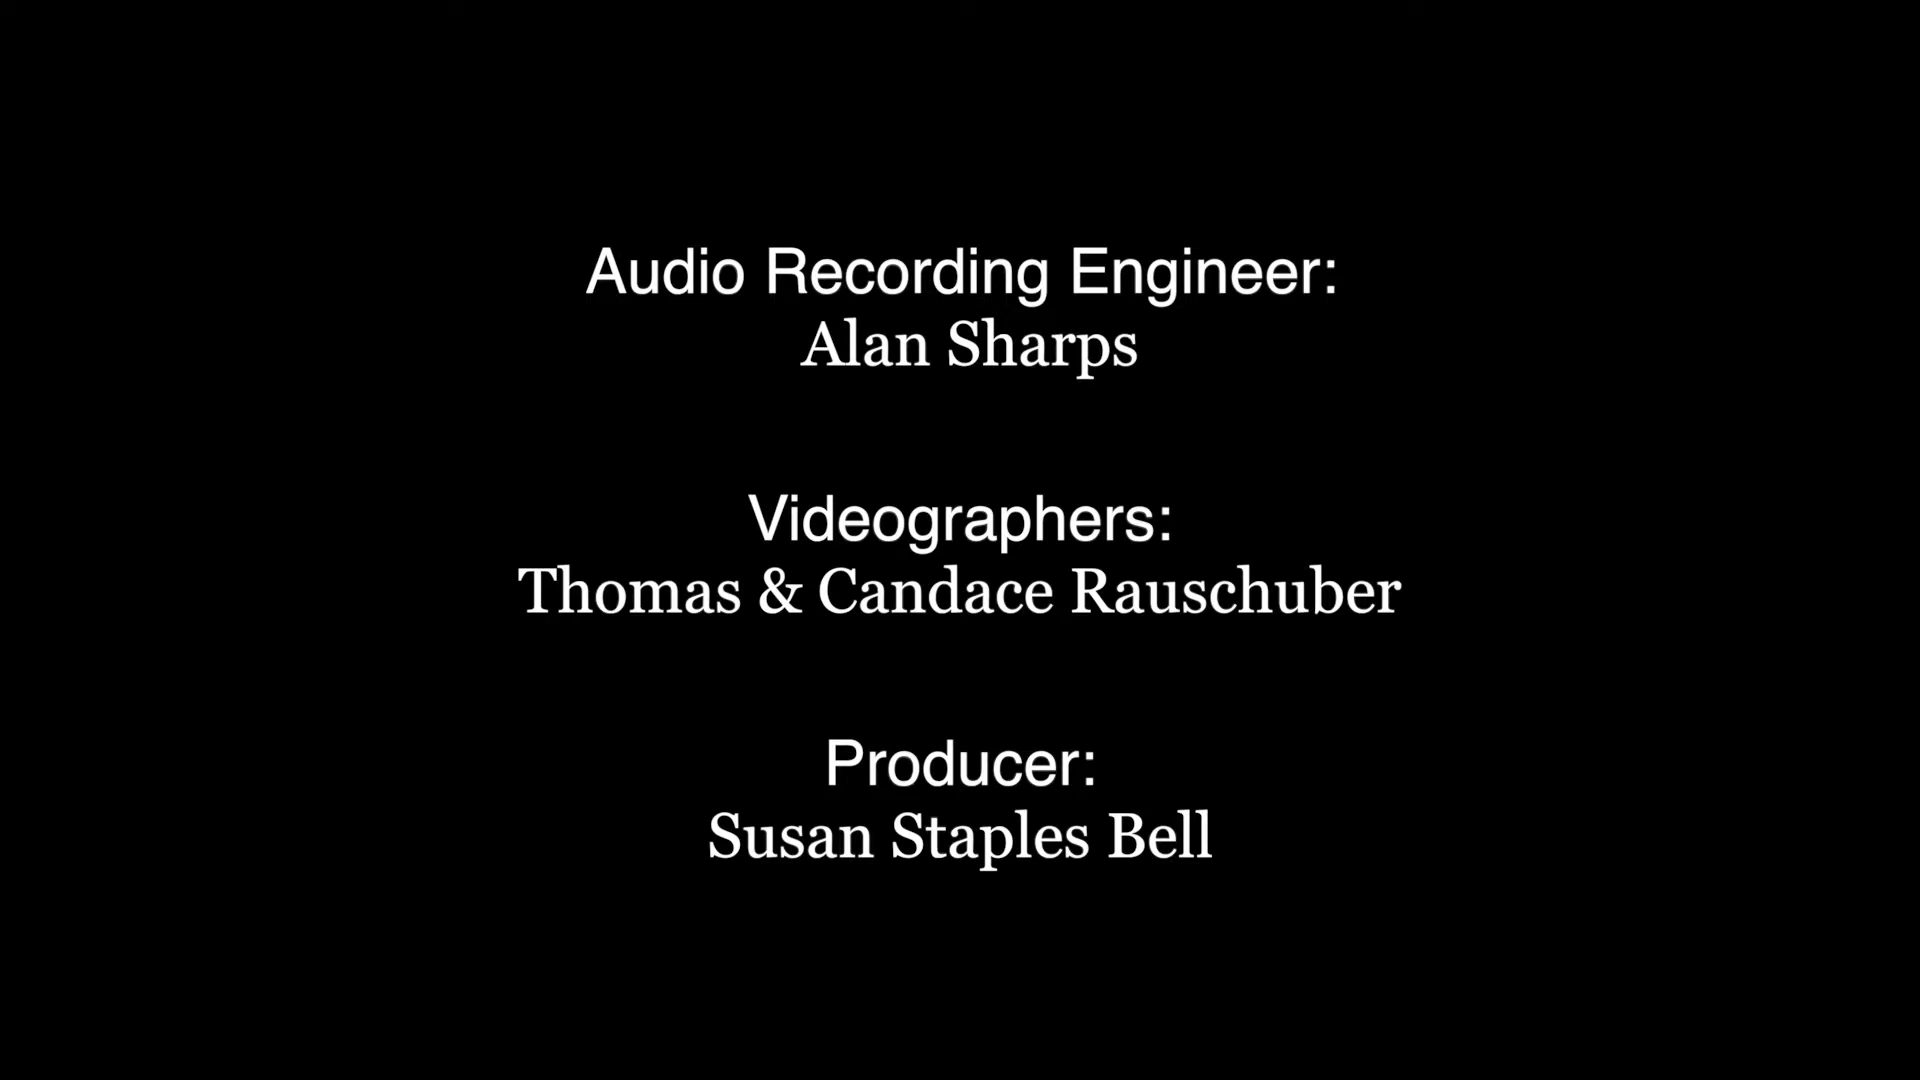 Audio Recording Engineer:
Alan Sharps
Videographers:
Thomas & Candace Rauschuber
Producer:
Susan Staples Bell